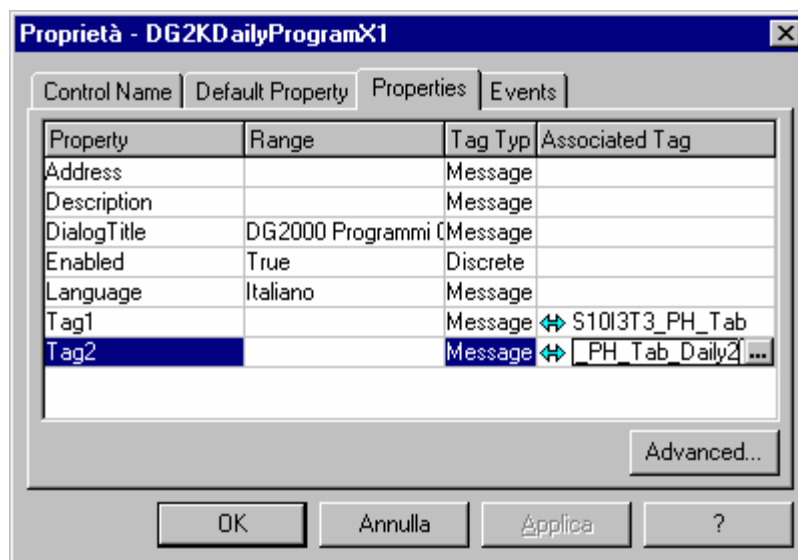 Proprietà - DG2KDailyProgramX1
Control Name Default Property Properties Events
Property Range Tag Typ Associated Tag
Address Message
Description Message
DialogTitle DG2000 Programmi Message
Enabled True Discrete
Language Italiano Message
Tag1 Message S10I3T3_PH_Tab
Tag2 Message _PH_Tab_Daily2 ...
Advanced...
OK Annulla Applica ?